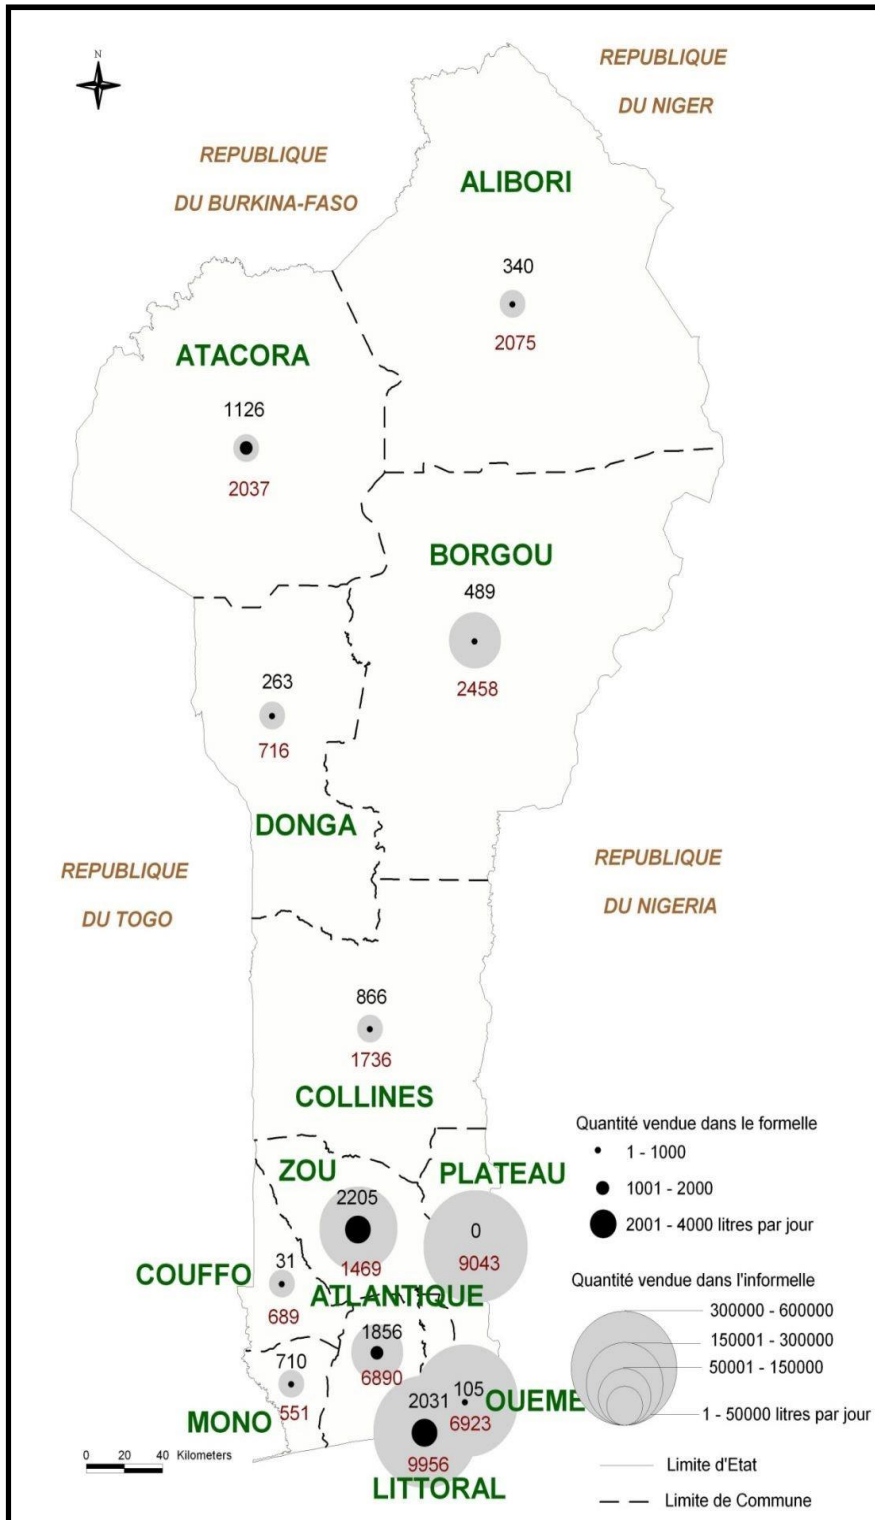 N
REPUBLIQUE
DU NIGER
REPUBLIQUE
DU BURKINA-FASO
ALIBORI
340
2075
ATACORA
1126
2037
BORGOU
489
2458
263
716
DONGA
REPUBLIQUE
DU TOGO
REPUBLIQUE
DU NIGERIA
866
1736
COLLINES
ZOU
2205
1469
PLATEAU
0
9043
COUFFO
31
689
ATLANTIQUE
1856
6890
710
551
MONO
105
6923
OUEME
2031
9956
LITTORAL
0 20 40 Kilometers
Quantité vendue dans le formelle
1 - 1000
1001 - 2000
2001 - 4000 litres par jour
Quantité vendue dans l'informelle
300000 - 600000
150001 - 300000
50001 - 150000
1 - 50000 litres par jour
Limite d'Etat
Limite de Commune